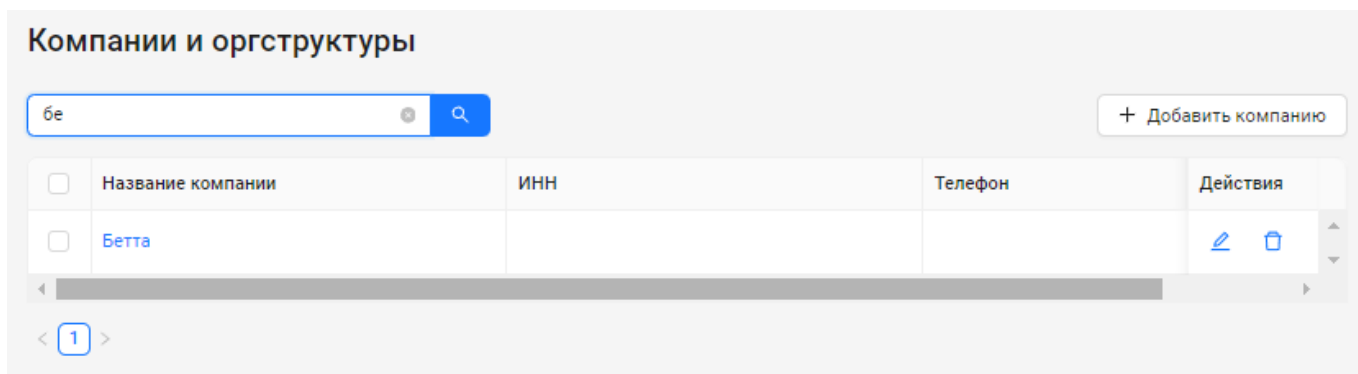 Компании и оргструктуры
бе
+ Добавить компанию
Название компании ИНН Телефон Действия
Бетта
< 1 >